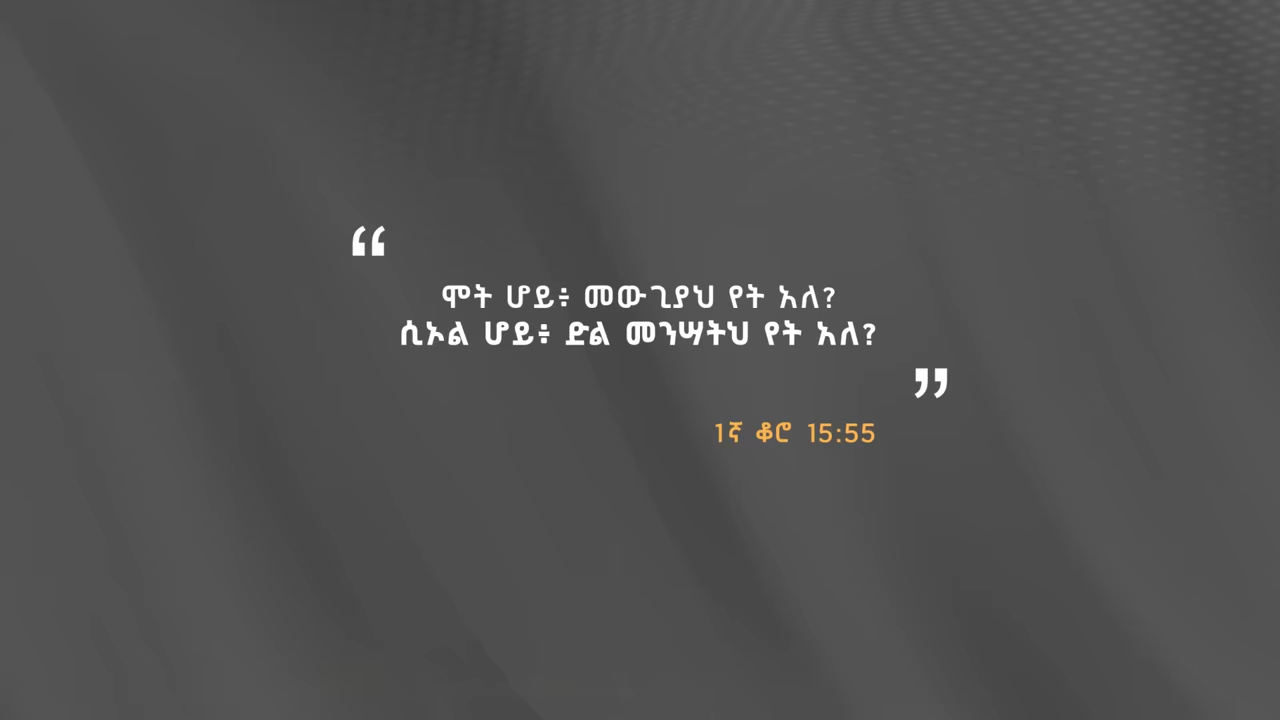 “
ሞት ሆይ፥ መውጊያህ የት አለ?
ሲኦል ሆይ፥ ድል መንሣትህ የት አለ?
”
1ኛ ቆሮ 15:55